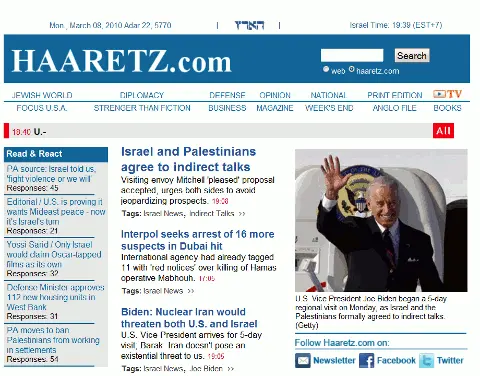 Mon., March 08, 2010 Adar 22, 5770
| הארץ |
Israel Time: 19:39 (EST+7)
HAARETZ.com
Search
web haaretz.com
JEWISH WORLD DIPLOMACY DEFENSE OPINION NATIONAL PRINT EDITION TV
FOCUS U.S.A. STRENGTHER THAN FICTION BUSINESS MAGAZINE WEEK'S END ANGLO FILE BOOKS
19:40 U.-
All
Read & React
PA source: Israel told us,
'fight violence or we will'
Responses: 45
Editorial / U.S. is proving it
wants Mideast peace - now
it's Israel's turn
Responses: 21
Yossi Sarid / Only Israel
would claim Oscar-tapped
films as its own
Responses: 32
Defense Minister approves
112 new housing units in
West Bank
Responses: 31
PA moves to ban
Palestinians from working
in settlements
Responses: 54
Israel and Palestinians
agree to indirect talks
Visiting envoy Mitchell 'pleased' proposal
accepted, urges both sides to avoid
jeopardizing prospects. 19:08
Tags: Israel News, Indirect Talks >>
Interpol seeks arrest of 16 more
suspects in Dubai hit
International agency had already tagged
11 with 'red notices' over killing of Hamas
operative Mabhouh. 17:05
Tags: Israel News >>
Biden: Nuclear Iran would
threaten both U.S. and Israel
U.S. Vice President arrives for 5-day
regional visit; Barak: Iran doesn't pose an
existential threat to us. 19:05
Tags: Israel News, Joe Biden >>
U.S. Vice President Joe Biden began a 5-day
regional visit on Monday, as Israel and the
Palestinians formally agreed to indirect talks.
(Getty)
Follow Haaretz.com on:
Newsletter Facebook Twitter